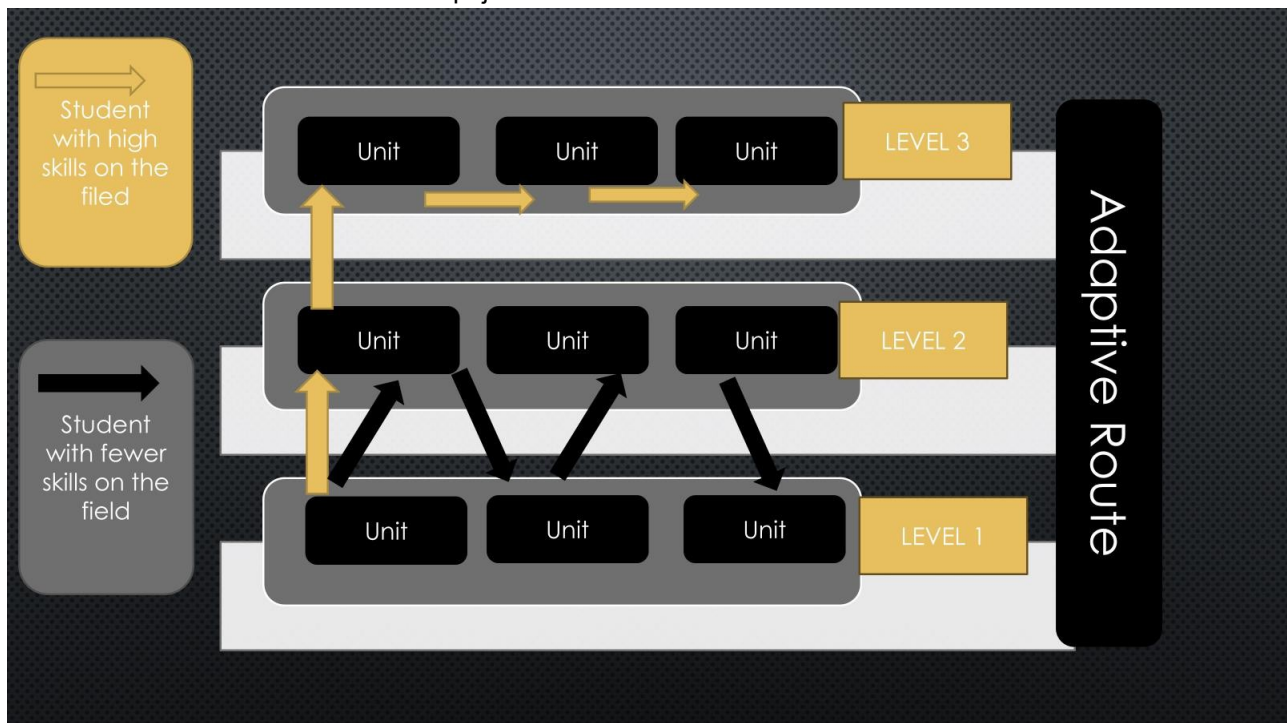 Student
with high
skills on the
filed
Student
with fewer
skills on the
field
Unit Unit Unit LEVEL 3
Unit Unit Unit LEVEL 2
Unit Unit Unit LEVEL 1
Adaptive Route